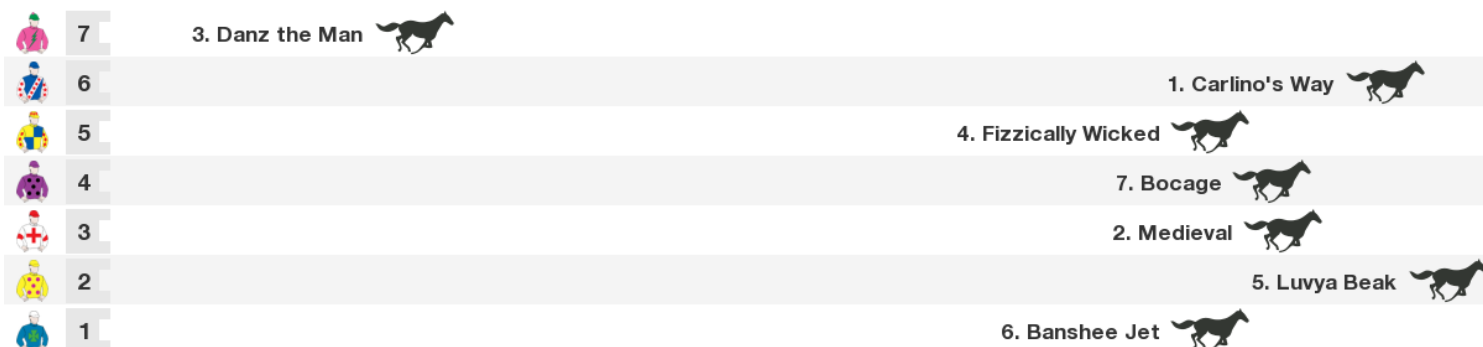 7 3. Danz the Man
6 1. Carlino's Way
5 4. Fizzically Wicked
4 7. Bocage
3 2. Medieval
2 5. Luvya Beak
1 6. Banshee Jet